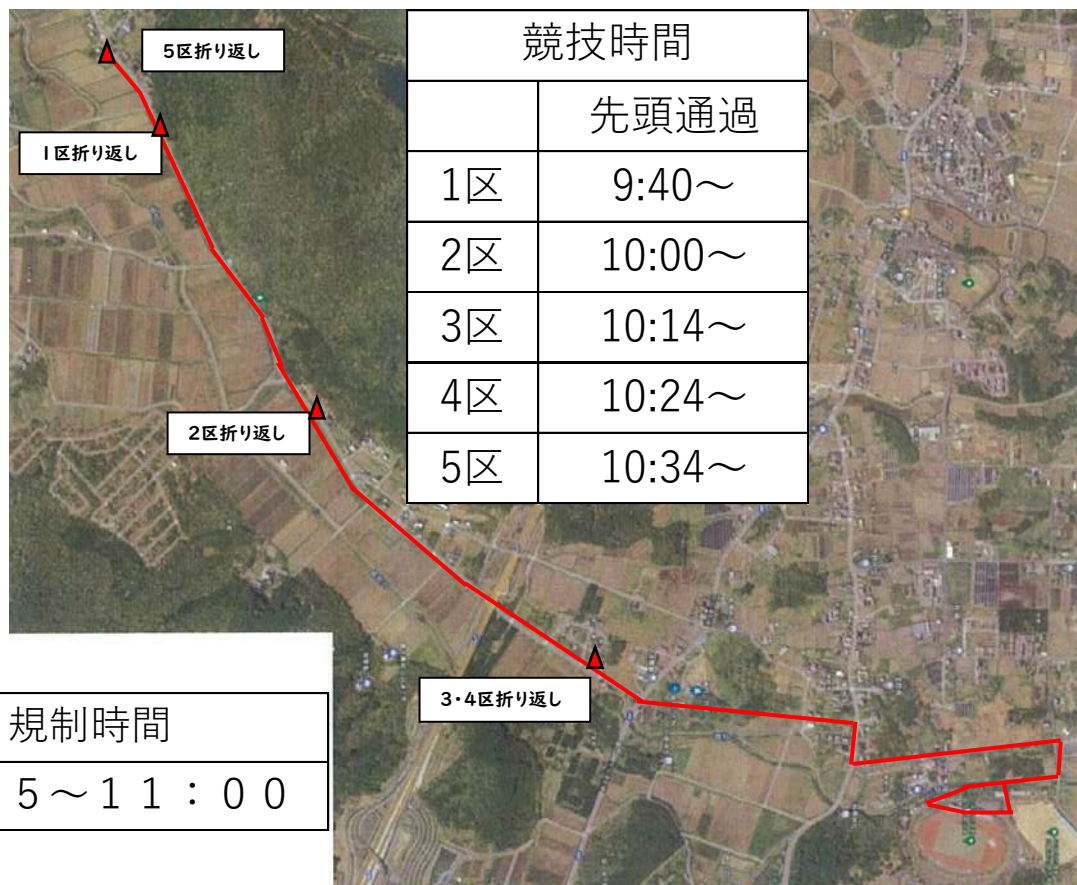 競技時間
先頭通過
1区 9:40～
2区 10:00～
3区 10:14～
4区 10:24～
5区 10:34～
5区折り返し
1区折り返し
2区折り返し
3・4区折り返し
規制時間
５～１１：００